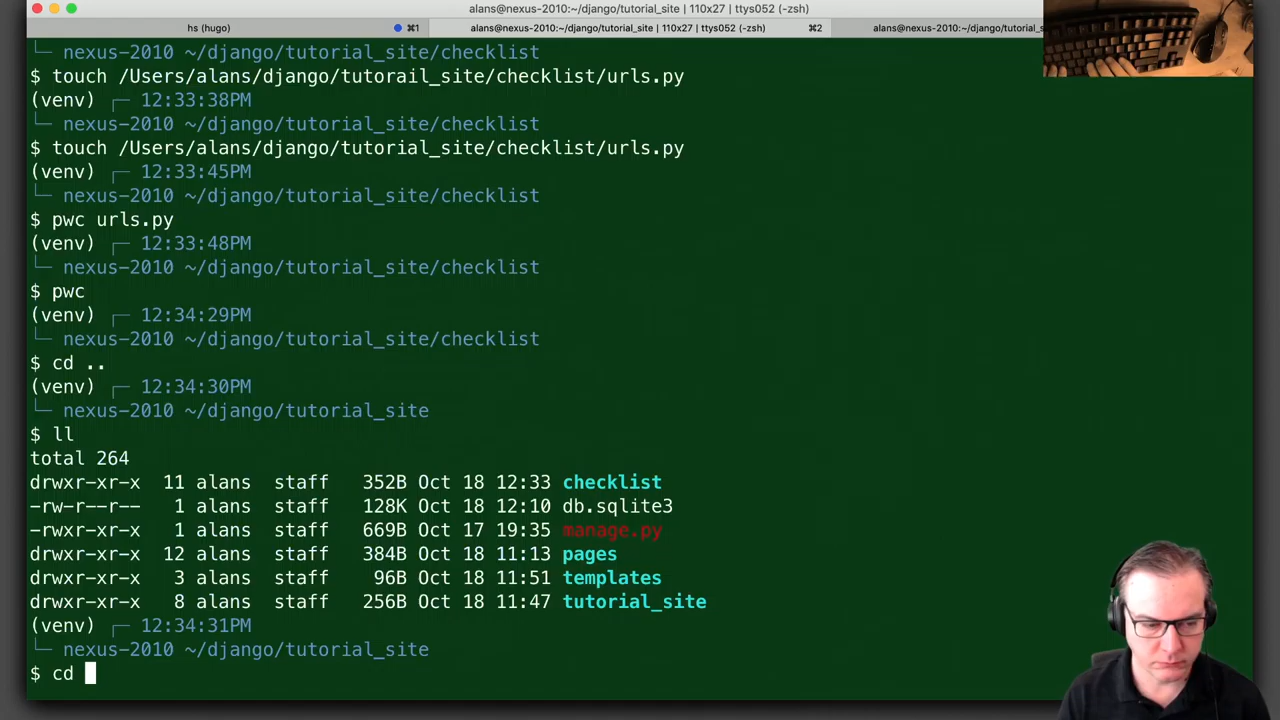 alans@nexus-2010:~/django/tutorial_site | 110x27 | ttys052 (-zsh)
hs (hugo) ⌘1 alans@nexus-2010:~/django/tutorial_site | 110x27 | ttys052 (-zsh) ⌘2 alans@nexus-2010:~/django/tutorial_s
└─ nexus-2010 ~/django/tutorial_site/checklist
$ touch /Users/alans/django/tutorail_site/checklist/urls.py
(venv) ┌─ 12:33:38PM
└─ nexus-2010 ~/django/tutorial_site/checklist
$ touch /Users/alans/django/tutorial_site/checklist/urls.py
(venv) ┌─ 12:33:45PM
└─ nexus-2010 ~/django/tutorial_site/checklist
$ pwc urls.py
(venv) ┌─ 12:33:48PM
└─ nexus-2010 ~/django/tutorial_site/checklist
$ pwc
(venv) ┌─ 12:34:29PM
└─ nexus-2010 ~/django/tutorial_site/checklist
$ cd ..
(venv) ┌─ 12:34:30PM
└─ nexus-2010 ~/django/tutorial_site
$ ll
total 264
drwxr-xr-x 11 alans staff 352B Oct 18 12:33 checklist
-rw-r--r-- 1 alans staff 128K Oct 18 12:10 db.sqlite3
-rwxr-xr-x 1 alans staff 669B Oct 17 19:35 manage.py
drwxr-xr-x 12 alans staff 384B Oct 18 11:13 pages
drwxr-xr-x 3 alans staff 96B Oct 18 11:51 templates
drwxr-xr-x 8 alans staff 256B Oct 18 11:47 tutorial_site
(venv) ┌─ 12:34:31PM
└─ nexus-2010 ~/django/tutorial_site
$ cd